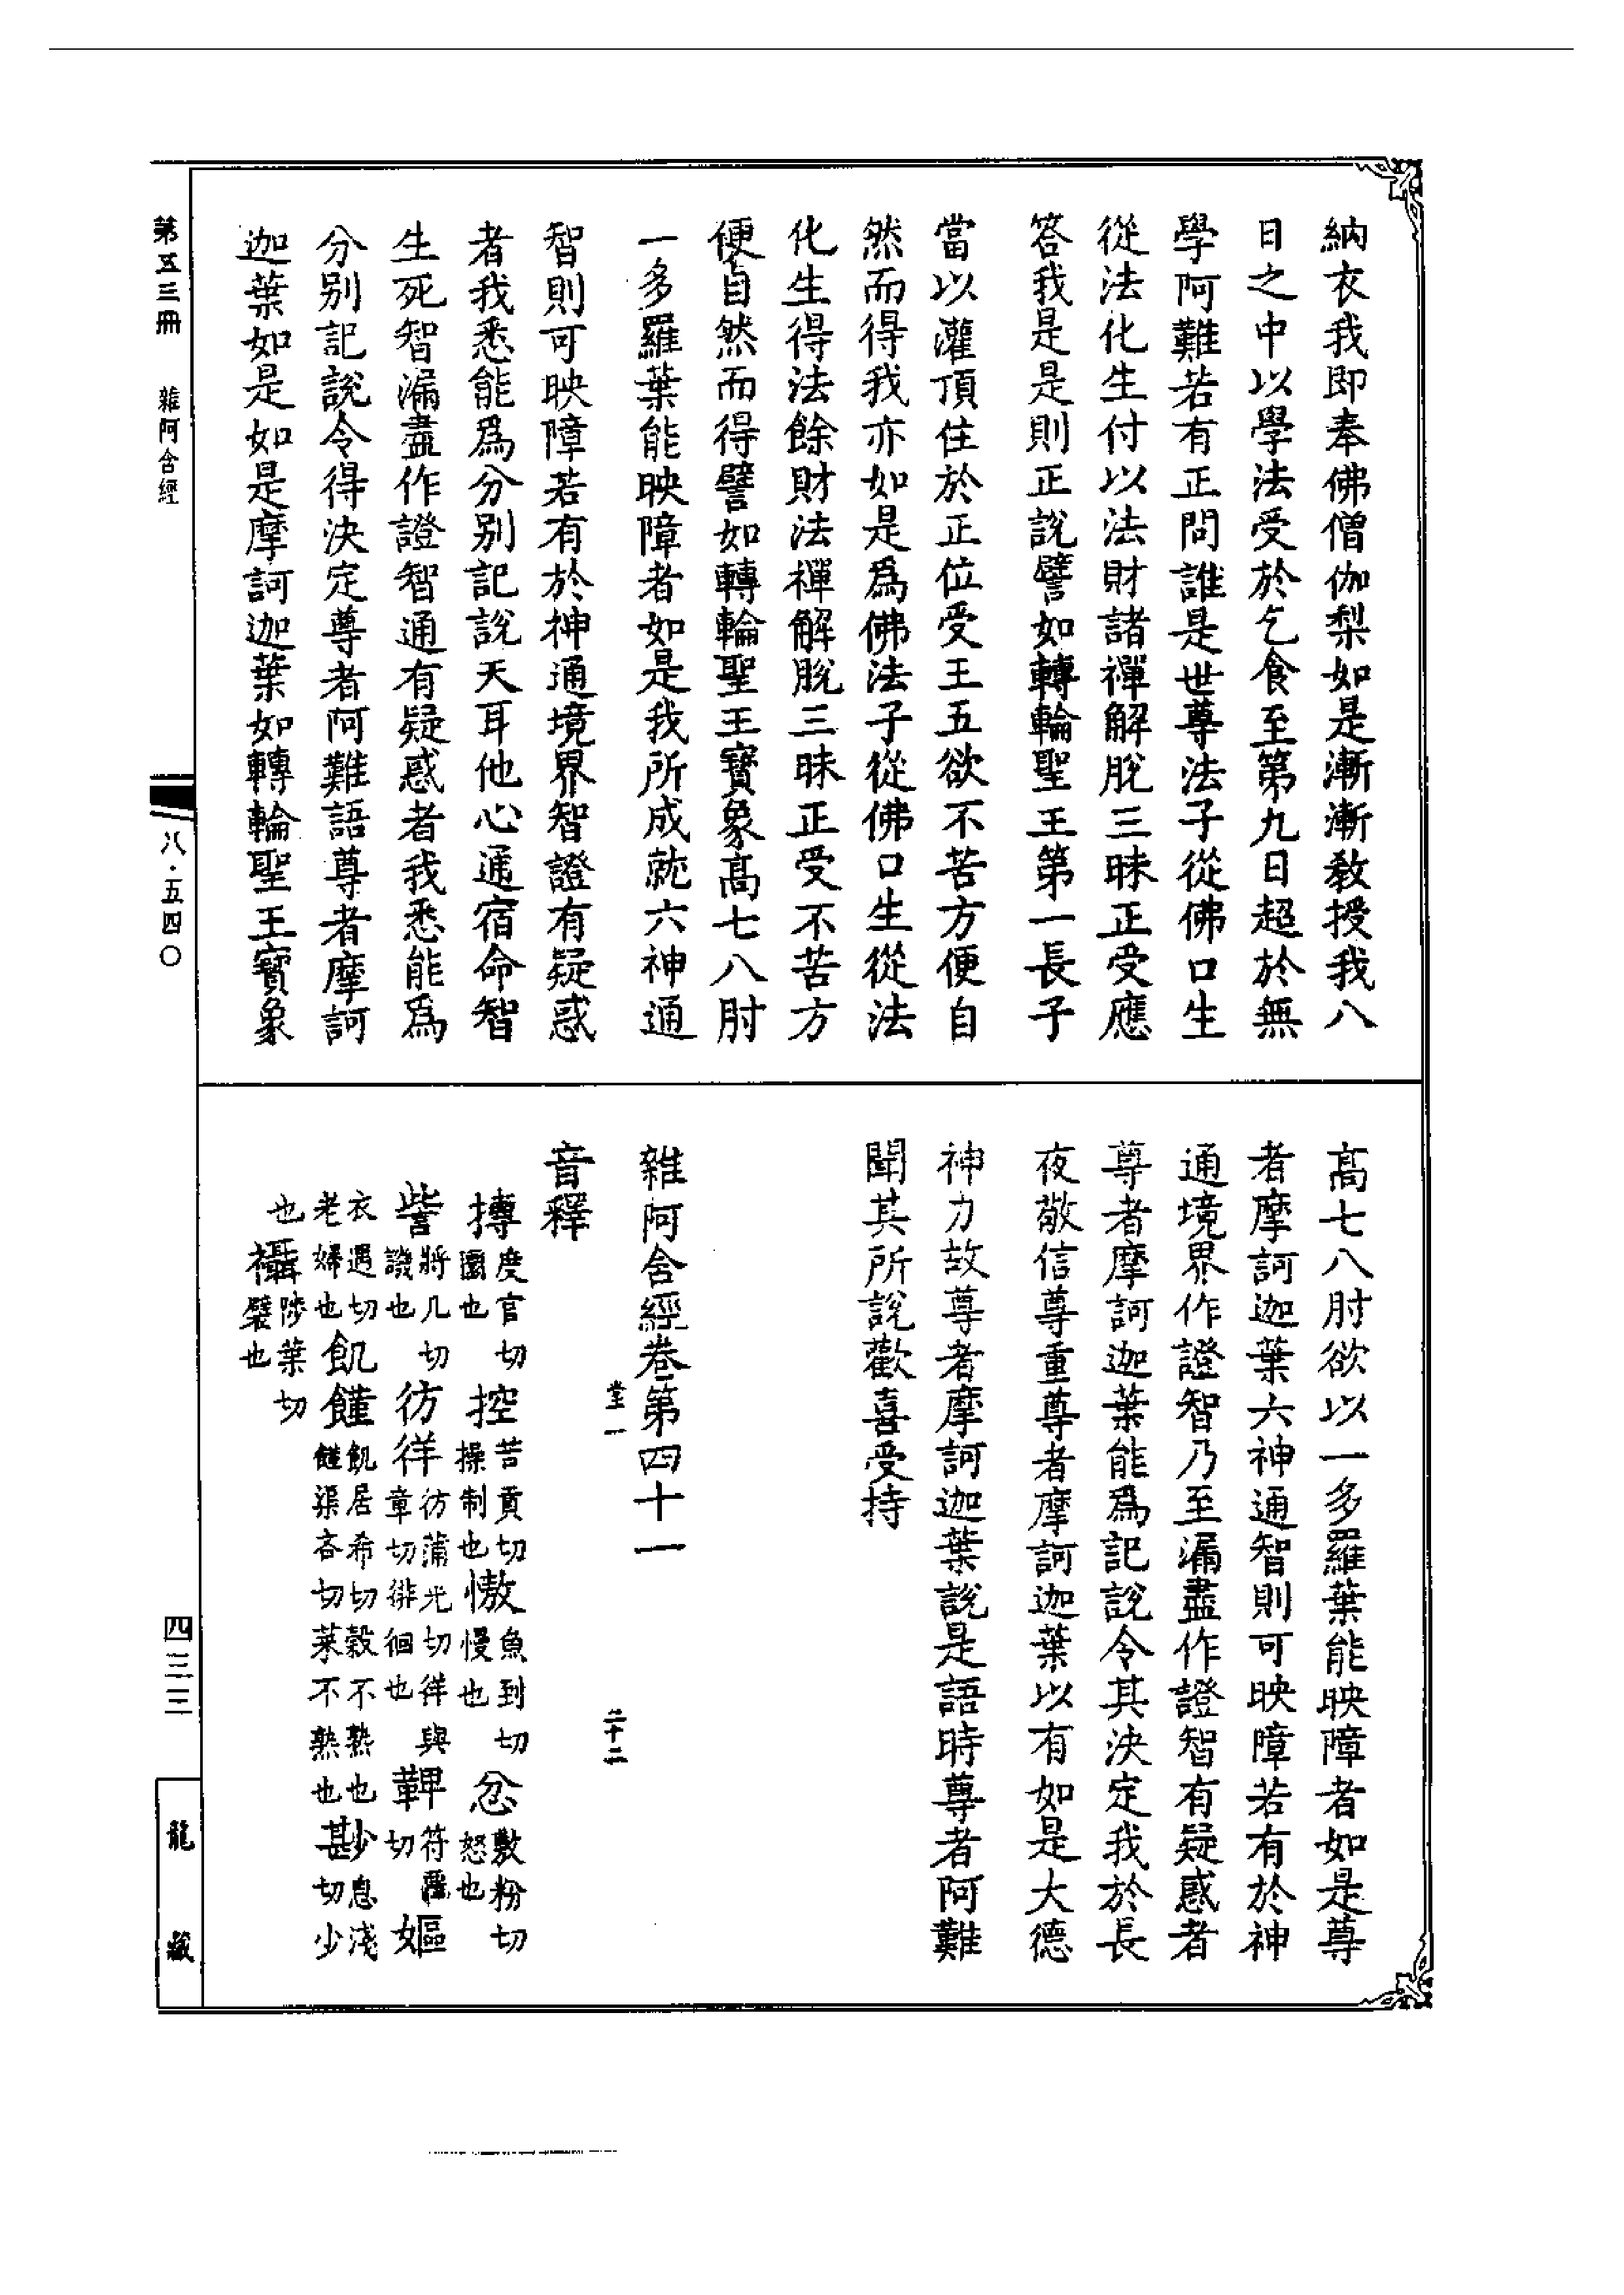 納衣我即奉佛僧伽梨如是漸漸教授我八
日之中以學法受於乞食至第九日超於無
學阿難若有正問誰是世尊法子從佛口生
從法化生付以法財諸禪解脫三昧正受應
答我是是則正說譬如轉輪聖王第一長子
當以灌頂住於正位受王五欲不苦方便自
然而得我亦如是為佛法子從佛口生從法
化生得法餘財法禪解脫三昧正受不苦方
便自然而得譬如轉輪聖王寶象高七八肘
一多羅葉能映障者如是我所成就六神通
智則可映障若有於神通境界智證有疑惑
者我悉能為分別記說天耳他心通宿命智
生死智漏盡作證智通有疑惑者我悉能為
分別記說令得決定尊者阿難語尊者摩訶
迦葉如是如是摩訶迦葉如轉輪聖王寶象
高七八肘欲以一多羅葉能映障者如是尊
者摩訶迦葉六神通智則可映障若有於神
通境界作證智乃至漏盡作證智有疑惑者
尊者摩訶迦葉能為記說令其決定我於長
夜敬信尊重尊者摩訶迦葉以有如是大德
神力故尊者摩訶迦葉說是語時尊者阿難
聞其所說歡喜受持
雜阿含經卷第四十一
堂一 二十二
音釋
摶度官切團也 控苦貢切操制也 慠魚到切慢也 忿敷粉切怒也
訾將几切譏也 彷徉彷蒲光切徉與章切徘徊也 鞞符羈切 嫗
衣遇切老婦也 飢饉飢居希切穀不熟也饉渠吝切菜不熟也 尠息淺切少
也 襵陟葉切襞也
第五三冊 雜阿含經
八·五四〇
四三三
龍藏